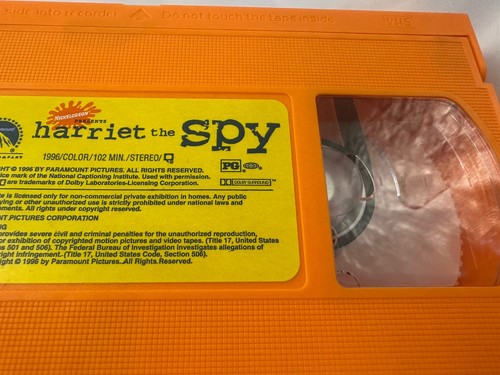 side into recorder △ Do not touch the tape inside VHS
NICKELODEON
PRESENTS
harriet the spy
1996/COLOR/102 MIN./STEREO/
PG
© 1996 BY PARAMOUNT PICTURES. ALL RIGHTS RESERVED.
mark of the National Captioning Institute. Used with permission.
are trademarks of Dolby Laboratories-Licensing Corporation.
DOLBY SURROUND
is licensed only for non-commercial private exhibition in homes. Any public
or other unauthorized use is strictly prohibited under national laws and
All rights under copyright reserved.
PICTURES CORPORATION
provides severe civil and criminal penalties for the unauthorized reproduction,
or exhibition of copyrighted motion pictures and video tapes. (Title 17, United States
501 and 506). The Federal Bureau of Investigation investigates allegations of
Infringement. (Title 17, United States Code, Section 506).
© 1996 by Paramount Pictures. All Rights Reserved.